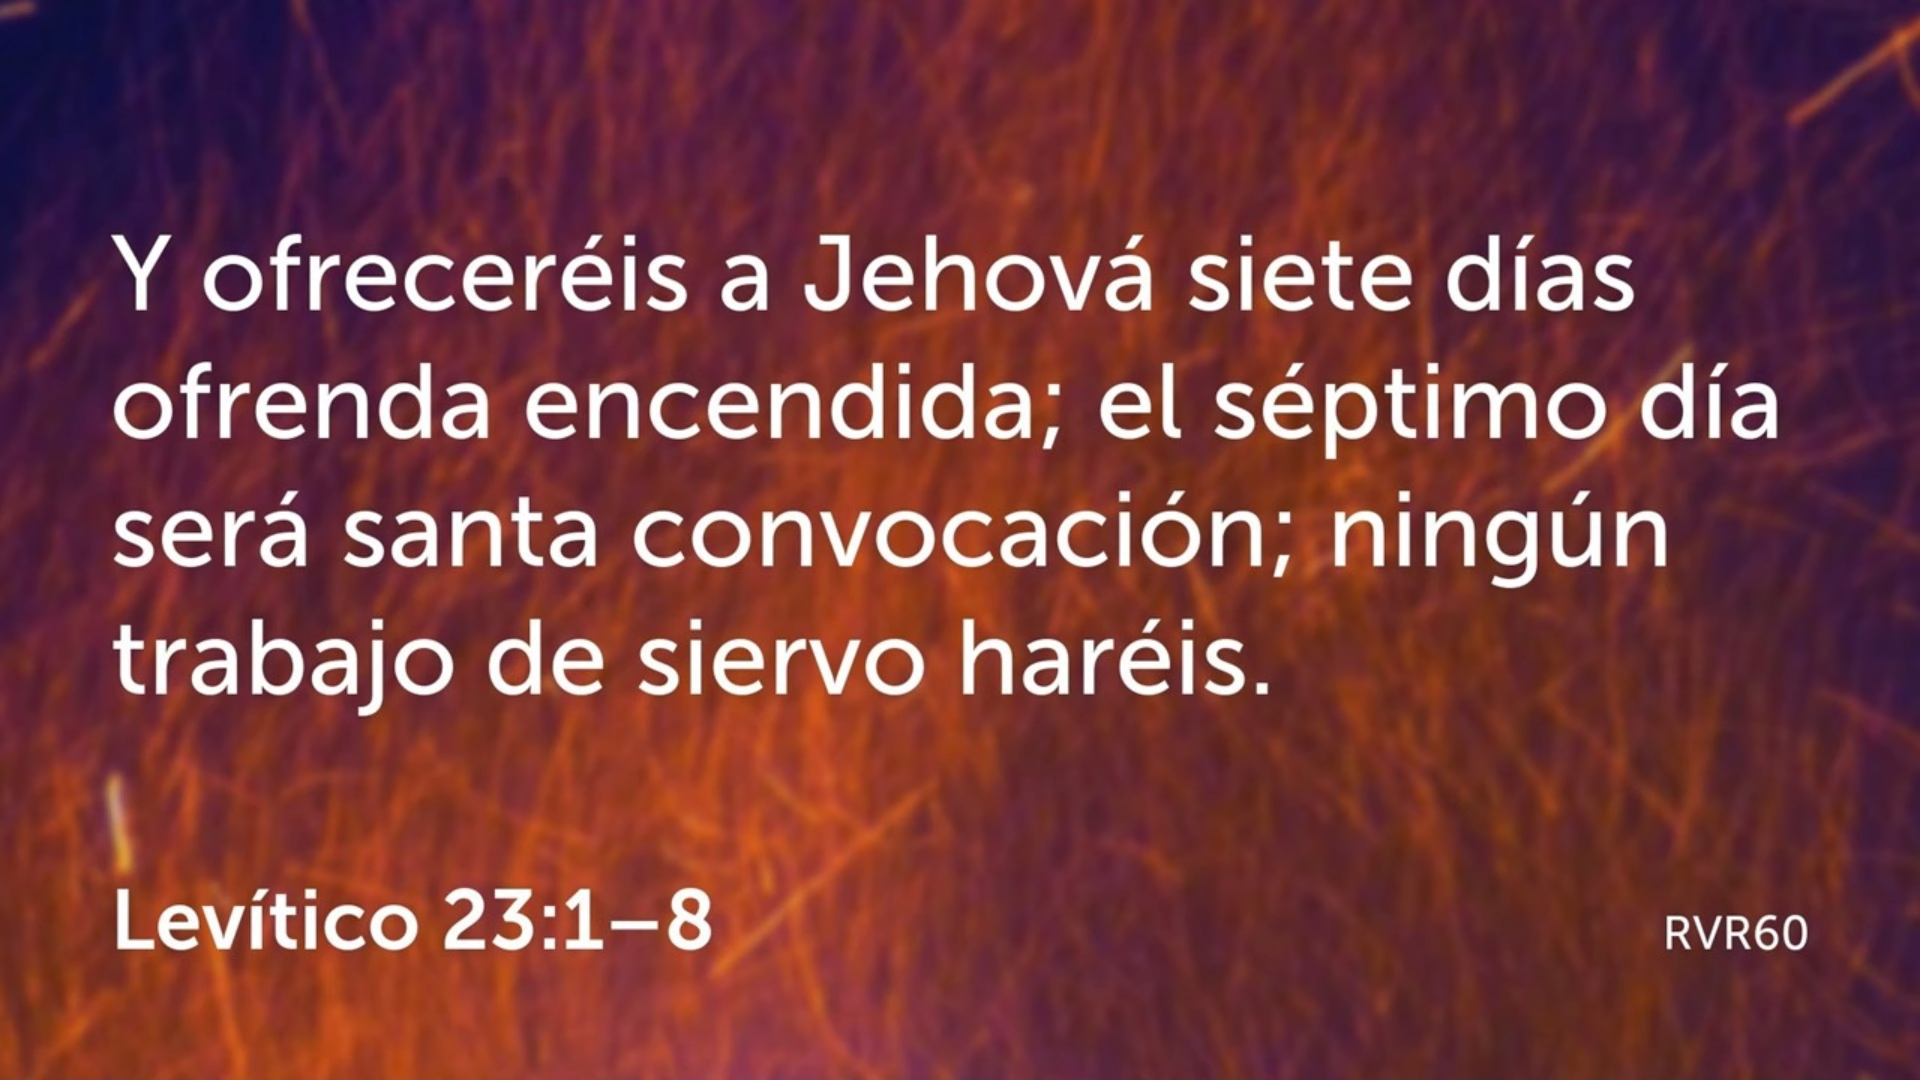 Y ofreceréis a Jehová siete días
ofrenda encendida; el séptimo día
será santa convocación; ningún
trabajo de siervo haréis.
Levítico 23:1–8
RVR60